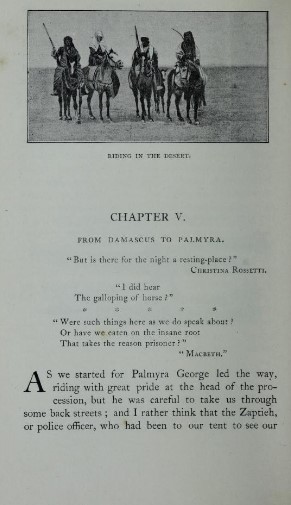 RIDING IN THE DESERT.
CHAPTER V.
FROM DAMASCUS TO PALMYRA.
"But is there for the night a resting-place?"
CHRISTINA ROSSETTI.
"I did hear
The galloping of horse?"
* * * * *
"Were such things here as we do speak about?
Or have we eaten on the insane root
That takes the reason prisoner?"
"MACBETH."
AS we started for Palmyra George led the way,
riding with great pride at the head of the pro-
cession, but he was careful to take us through
some back streets; and I rather think that the Zaptieh,
or police officer, who had been to our tent to see our